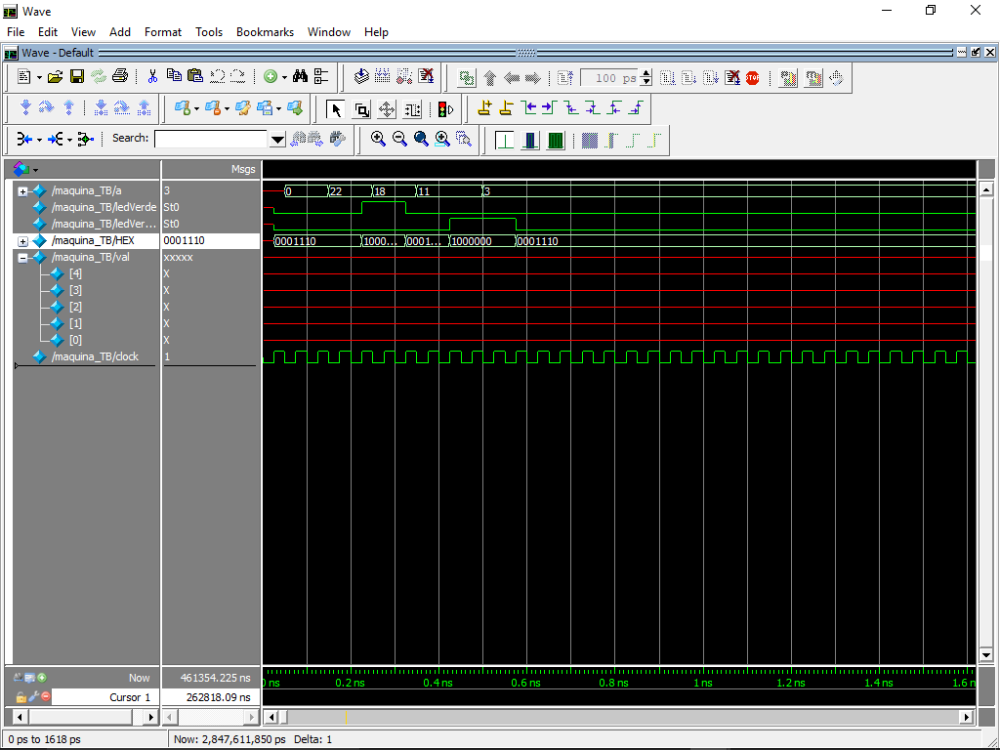 Wave
File Edit View Add Format Tools Bookmarks Window Help
Wave - Default
100 ps
STOP
Search:
Msgs
/maquina_TB/a 3 0 22 18 11 3
/maquina_TB/ledVerde St0
/maquina_TB/ledVer... St0
/maquina_TB/HEX 0001110 0001110 1000... 0001... 1000000 0001110
/maquina_TB/val xxxxx
[4] X
[3] X
[2] X
[1] X
[0] X
/maquina_TB/clock 1
Now 461354.225 ns ns 0.2 ns 0.4 ns 0.6 ns 0.8 ns 1 ns 1.2 ns 1.4 ns 1.6 n
Cursor 1 262818.09 ns
0 ps to 1618 ps Now: 2,847,611,850 ps Delta: 1